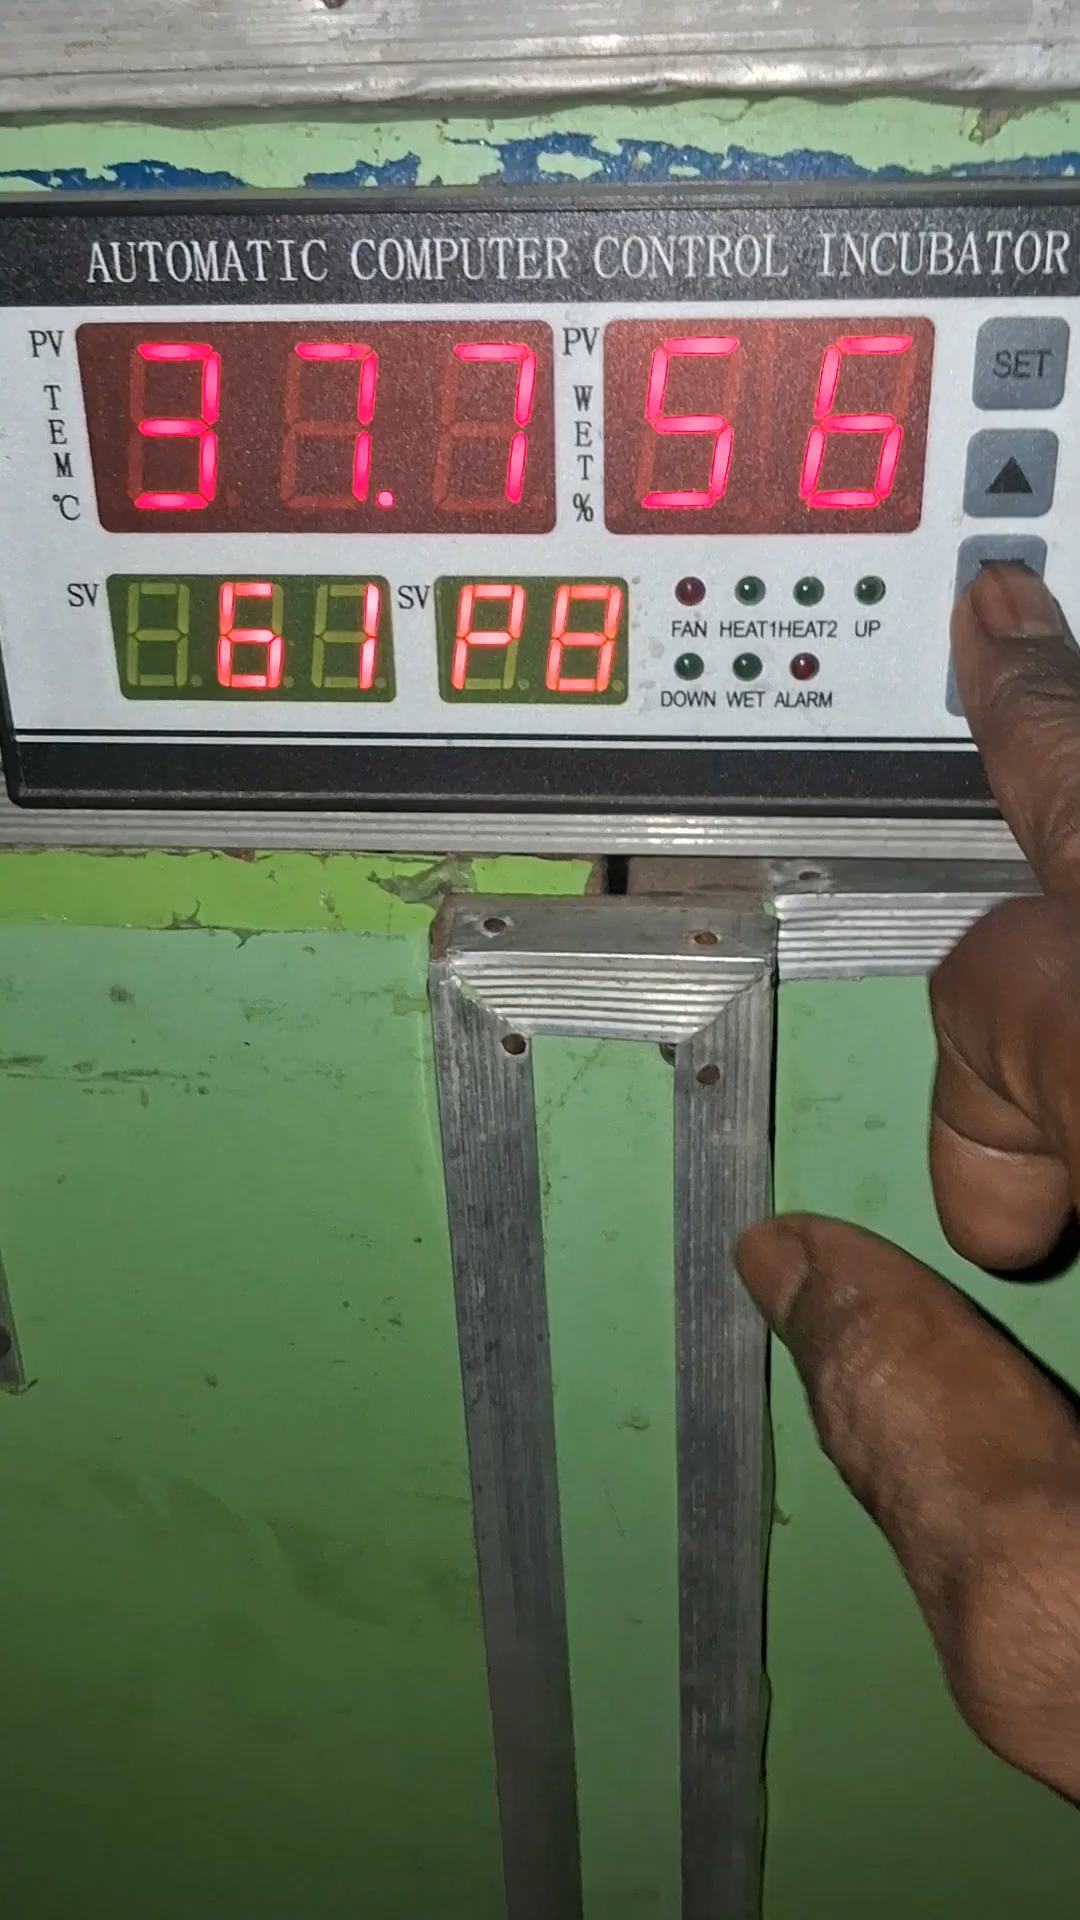 AUTOMATIC COMPUTER CONTROL INCUBATOR
PV TEM °C 37.7 PV WET % 56 SET
SV 61 SV P8
FAN HEAT1 HEAT2 UP
DOWN WET ALARM